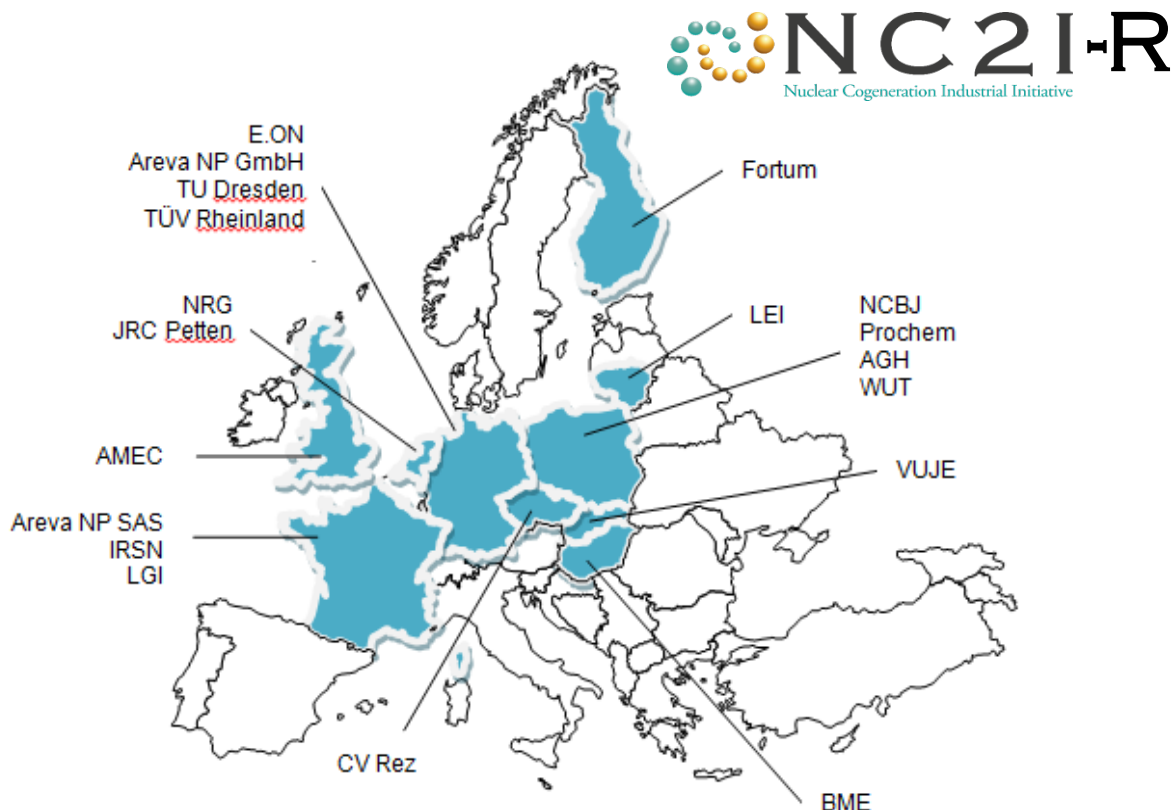 NC2I-R
Nuclear Cogeneration Industrial Initiative
E.ON
Areva NP GmbH
TU Dresden
TÜV Rheinland
Fortum
NRG
JRC Petten
LEI
NCBJ
Prochem
AGH
WUT
AMEC
VUJE
Areva NP SAS
IRSN
LGI
CV Rez
BME